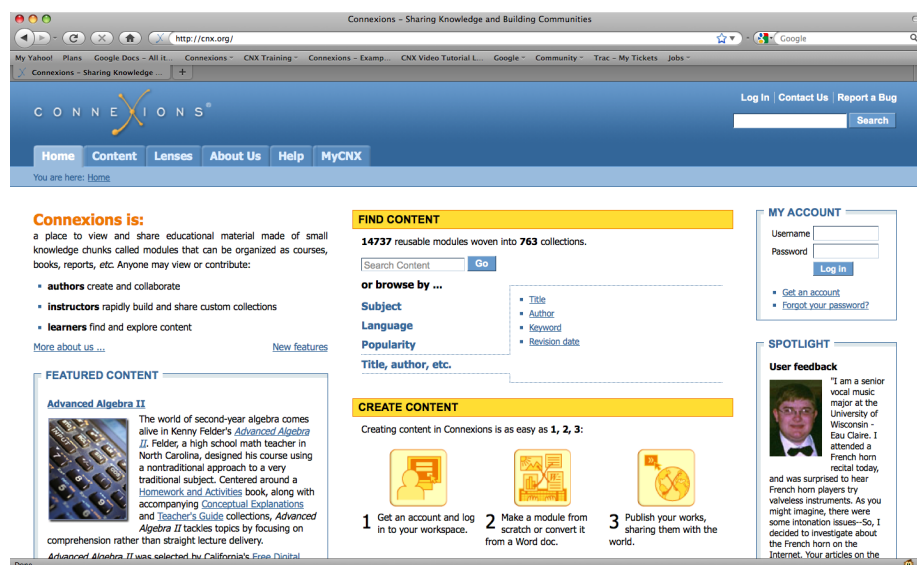 Connexions – Sharing Knowledge and Building Communities
http://cnx.org/
Google
My Yahoo! Plans Google Docs – All it... Connexions CNX Training Connexions – Examp... CNX Video Tutorial L... Google Community Trac – My Tickets Jobs
Connexions – Sharing Knowledge ... +
CONNEXIONS®
Log In | Contact Us | Report a Bug
Search
Home Content Lenses About Us Help MyCNX
You are here: Home
Connexions is:
a place to view and share educational material made of small
knowledge chunks called modules that can be organized as courses,
books, reports, etc. Anyone may view or contribute:
authors create and collaborate
instructors rapidly build and share custom collections
learners find and explore content
More about us ... New features
FEATURED CONTENT
Advanced Algebra II
The world of second-year algebra comes
alive in Kenny Felder's Advanced Algebra
II. Felder, a high school math teacher in
North Carolina, designed his course using
a nontraditional approach to a very
traditional subject. Centered around a
Homework and Activities book, along with
accompanying Conceptual Explanations
and Teacher's Guide collections, Advanced
Algebra II tackles topics by focusing on
comprehension rather than straight lecture delivery.
Advanced Algebra II was selected by California's Free Digital
FIND CONTENT
14737 reusable modules woven into 763 collections.
Search Content Go
or browse by ...
Subject
Language
Popularity
Title, author, etc.
Title
Author
Keyword
Revision date
CREATE CONTENT
Creating content in Connexions is as easy as 1, 2, 3:
1 Get an account and log
in to your workspace.
2 Make a module from
scratch or convert it
from a Word doc.
3 Publish your works,
sharing them with the
world.
MY ACCOUNT
Username
Password
Log in
Get an account
Forgot your password?
SPOTLIGHT
User feedback
"I am a senior
vocal music
major at the
University of
Wisconsin -
Eau Claire. I
attended a
French horn
recital today,
and was surprised to hear
French horn players try
valveless instruments. As you
might imagine, there were
some intonation issues--So, I
decided to investigate about
the French horn on the
Internet. Your articles on the
Done